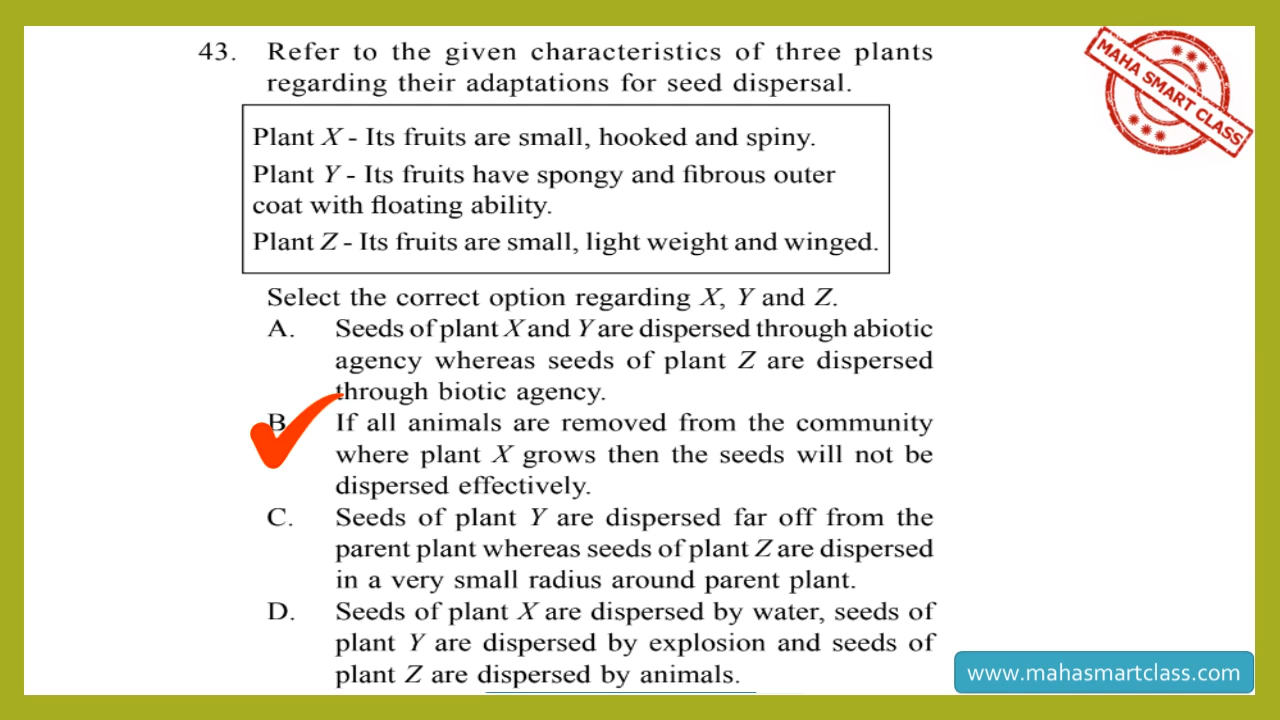 43. Refer to the given characteristics of three plants
regarding their adaptations for seed dispersal.
MAHA SMART CLASS
Plant X - Its fruits are small, hooked and spiny.
Plant Y - Its fruits have spongy and fibrous outer
coat with floating ability.
Plant Z - Its fruits are small, light weight and winged.
Select the correct option regarding X, Y and Z.
A. Seeds of plant X and Y are dispersed through abiotic
agency whereas seeds of plant Z are dispersed
through biotic agency.
B. If all animals are removed from the community
where plant X grows then the seeds will not be
dispersed effectively.
C. Seeds of plant Y are dispersed far off from the
parent plant whereas seeds of plant Z are dispersed
in a very small radius around parent plant.
D. Seeds of plant X are dispersed by water, seeds of
plant Y are dispersed by explosion and seeds of
plant Z are dispersed by animals.
www.mahasmartclass.com